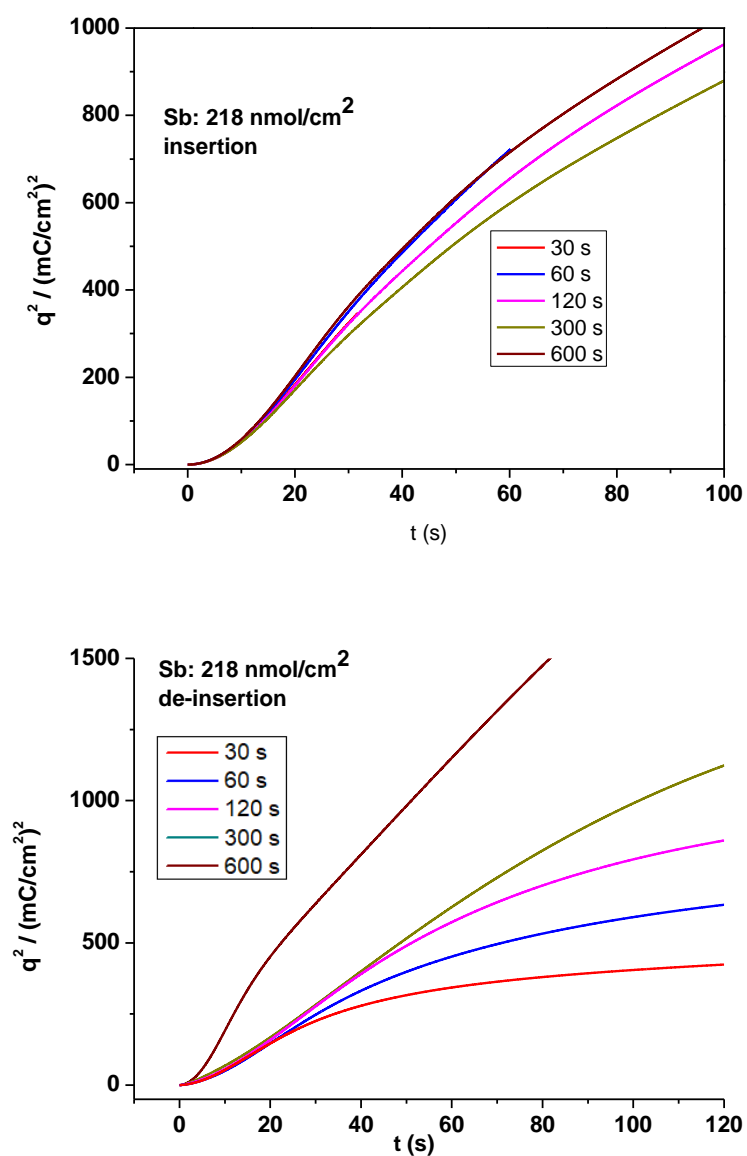 1000
800
600
400
200
0
q² / (mC/cm²)²
Sb: 218 nmol/cm²
insertion
30 s
60 s
120 s
300 s
600 s
0 20 40 60 80 100
t (s)
1500
1000
500
0
q² / (mC/cm²)²
Sb: 218 nmol/cm²
de-insertion
30 s
60 s
120 s
300 s
600 s
0 20 40 60 80 100 120
t (s)